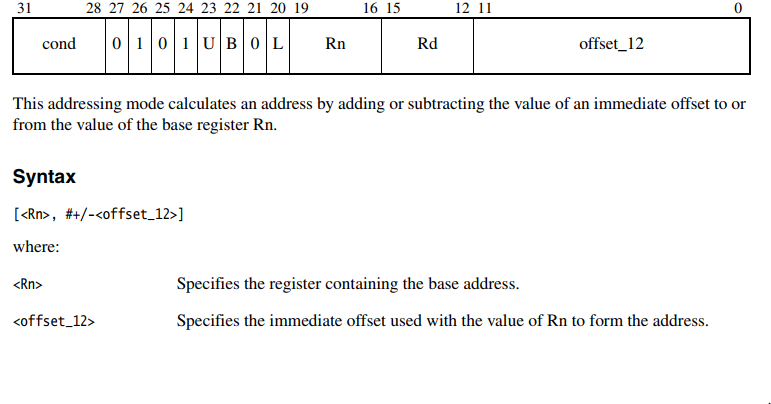 31 28 27 26 25 24 23 22 21 20 19 16 15 12 11 0
cond 0 1 0 1 U B 0 L Rn Rd offset_12
This addressing mode calculates an address by adding or subtracting the value of an immediate offset to or
from the value of the base register Rn.
Syntax
[<Rn>, #+/-<offset_12>]
where:
<Rn> Specifies the register containing the base address.
<offset_12> Specifies the immediate offset used with the value of Rn to form the address.